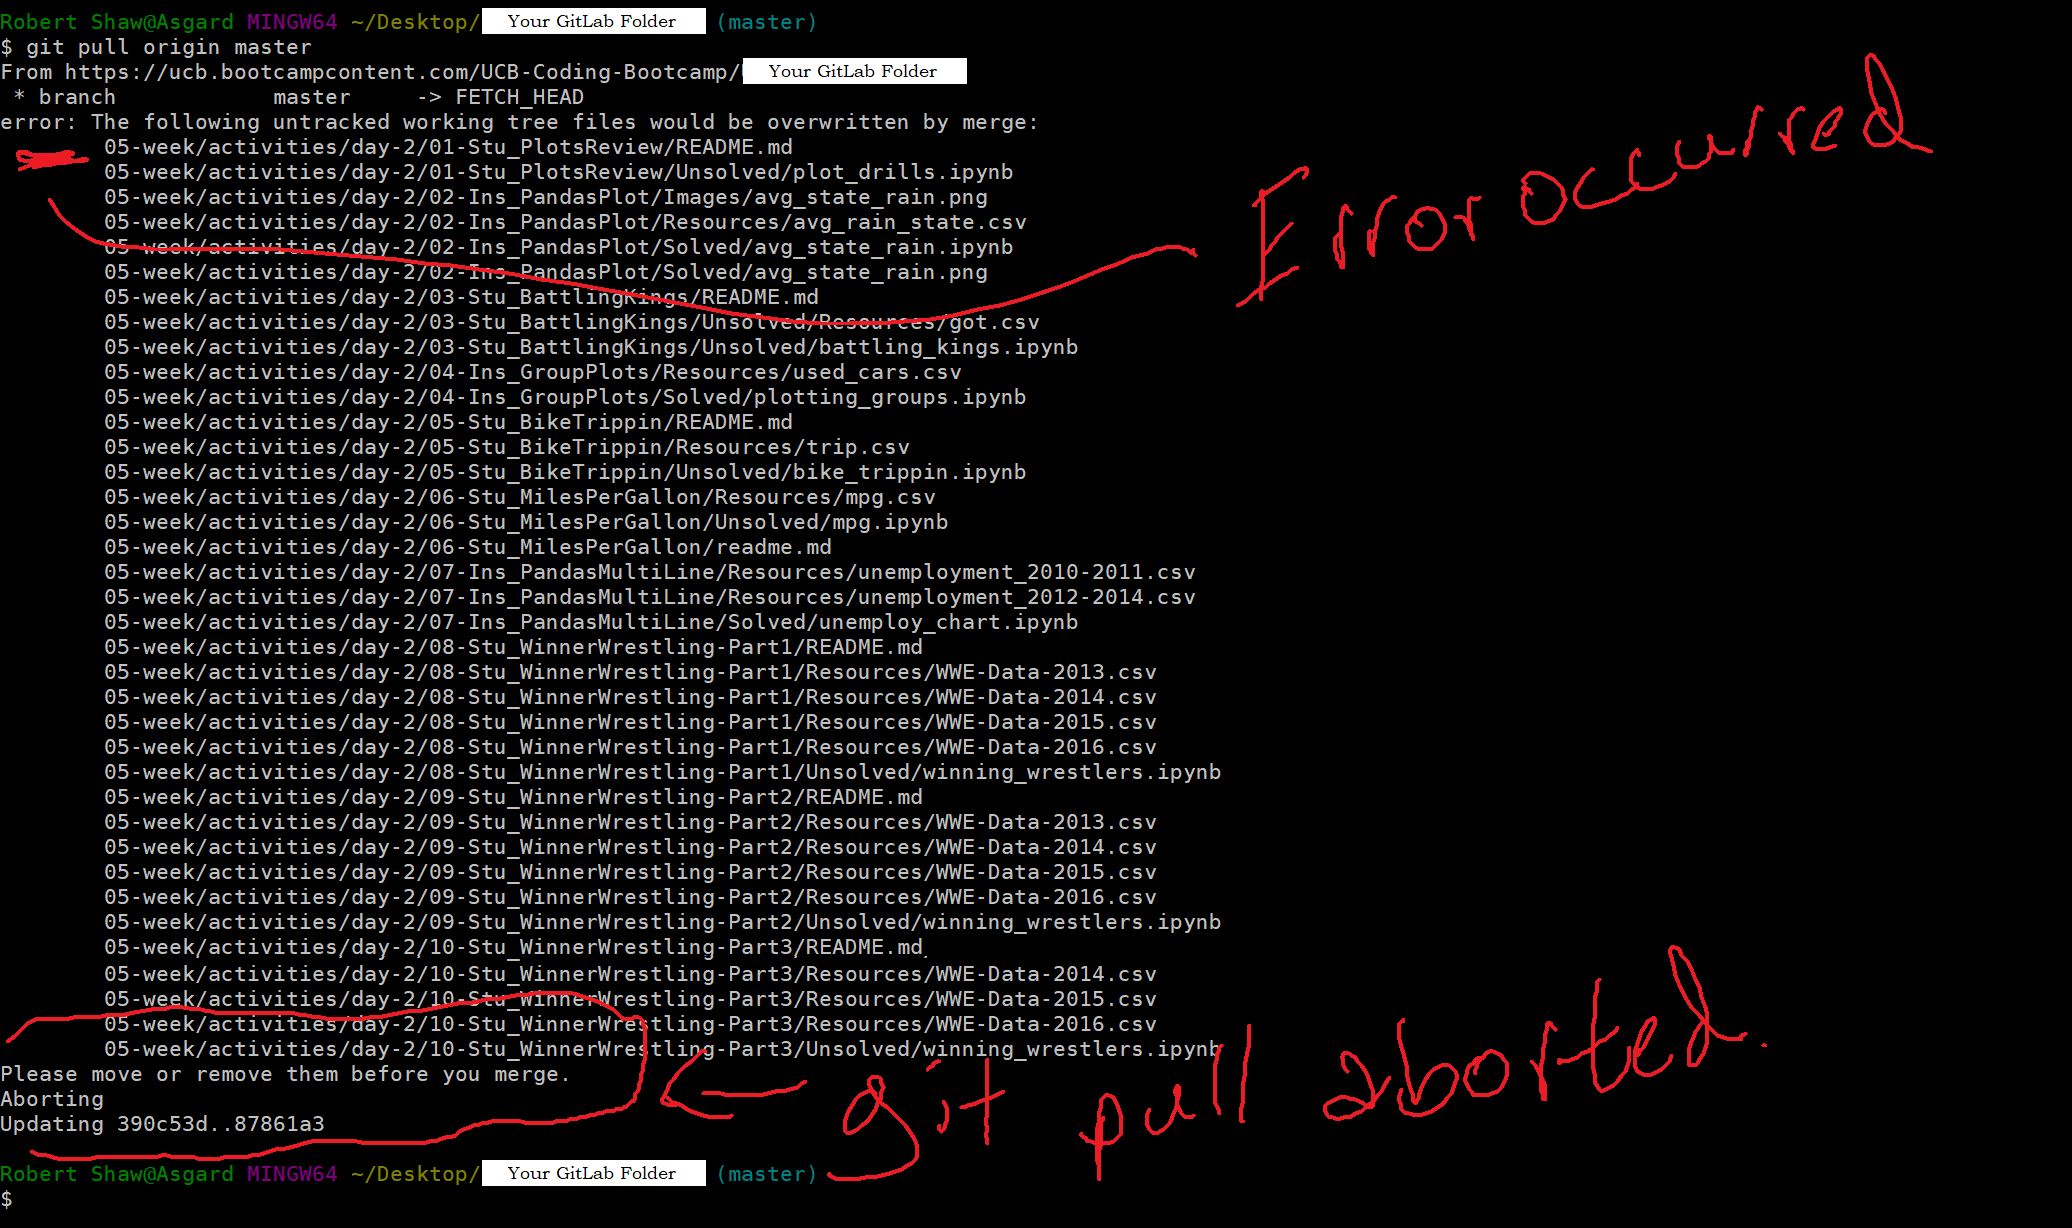 Robert Shaw@Asgard MINGW64 ~/Desktop/ Your GitLab Folder (master)
$ git pull origin master
From https://ucb.bootcampcontent.com/UCB-Coding-Bootcamp/ Your GitLab Folder
 * branch            master     -> FETCH_HEAD
error: The following untracked working tree files would be overwritten by merge:
05-week/activities/day-2/01-Stu_PlotsReview/README.md
05-week/activities/day-2/01-Stu_PlotsReview/Unsolved/plot_drills.ipynb
05-week/activities/day-2/02-Ins_PandasPlot/Images/avg_state_rain.png
05-week/activities/day-2/02-Ins_PandasPlot/Resources/avg_rain_state.csv
05-week/activities/day-2/02-Ins_PandasPlot/Solved/avg_state_rain.ipynb
05-week/activities/day-2/02-Ins_PandasPlot/Solved/avg_state_rain.png
Error occurred
05-week/activities/day-2/03-Stu_BattlingKings/README.md
05-week/activities/day-2/03-Stu_BattlingKings/Unsolved/Resources/got.csv
05-week/activities/day-2/03-Stu_BattlingKings/Unsolved/battling_kings.ipynb
05-week/activities/day-2/04-Ins_GroupPlots/Resources/used_cars.csv
05-week/activities/day-2/04-Ins_GroupPlots/Solved/plotting_groups.ipynb
05-week/activities/day-2/05-Stu_BikeTrippin/README.md
05-week/activities/day-2/05-Stu_BikeTrippin/Resources/trip.csv
05-week/activities/day-2/05-Stu_BikeTrippin/Unsolved/bike_trippin.ipynb
05-week/activities/day-2/06-Stu_MilesPerGallon/Resources/mpg.csv
05-week/activities/day-2/06-Stu_MilesPerGallon/Unsolved/mpg.ipynb
05-week/activities/day-2/06-Stu_MilesPerGallon/readme.md
05-week/activities/day-2/07-Ins_PandasMultiLine/Resources/unemployment_2010-2011.csv
05-week/activities/day-2/07-Ins_PandasMultiLine/Resources/unemployment_2012-2014.csv
05-week/activities/day-2/07-Ins_PandasMultiLine/Solved/unemploy_chart.ipynb
05-week/activities/day-2/08-Stu_WinnerWrestling-Part1/README.md
05-week/activities/day-2/08-Stu_WinnerWrestling-Part1/Resources/WWE-Data-2013.csv
05-week/activities/day-2/08-Stu_WinnerWrestling-Part1/Resources/WWE-Data-2014.csv
05-week/activities/day-2/08-Stu_WinnerWrestling-Part1/Resources/WWE-Data-2015.csv
05-week/activities/day-2/08-Stu_WinnerWrestling-Part1/Resources/WWE-Data-2016.csv
05-week/activities/day-2/08-Stu_WinnerWrestling-Part1/Unsolved/winning_wrestlers.ipynb
05-week/activities/day-2/09-Stu_WinnerWrestling-Part2/README.md
05-week/activities/day-2/09-Stu_WinnerWrestling-Part2/Resources/WWE-Data-2013.csv
05-week/activities/day-2/09-Stu_WinnerWrestling-Part2/Resources/WWE-Data-2014.csv
05-week/activities/day-2/09-Stu_WinnerWrestling-Part2/Resources/WWE-Data-2015.csv
05-week/activities/day-2/09-Stu_WinnerWrestling-Part2/Resources/WWE-Data-2016.csv
05-week/activities/day-2/09-Stu_WinnerWrestling-Part2/Unsolved/winning_wrestlers.ipynb
05-week/activities/day-2/10-Stu_WinnerWrestling-Part3/README.md
05-week/activities/day-2/10-Stu_WinnerWrestling-Part3/Resources/WWE-Data-2014.csv
05-week/activities/day-2/10-Stu_WinnerWrestling-Part3/Resources/WWE-Data-2015.csv
05-week/activities/day-2/10-Stu_WinnerWrestling-Part3/Resources/WWE-Data-2016.csv
05-week/activities/day-2/10-Stu_WinnerWrestling-Part3/Unsolved/winning_wrestlers.ipynb
Please move or remove them before you merge.
Aborting
git pull aborted.
Updating 390c53d..87861a3
Robert Shaw@Asgard MINGW64 ~/Desktop/ Your GitLab Folder (master)
$